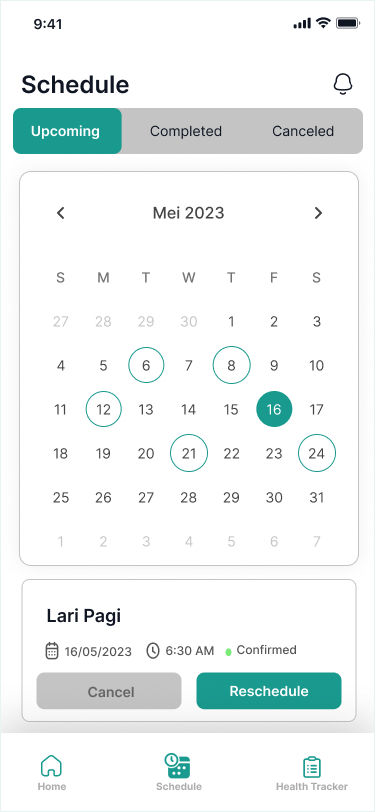 9:41
Schedule
Upcoming Completed Canceled
Mei 2023
S M T W T F S
27 28 29 30 1 2 3
4 5 6 7 8 9 10
11 12 13 14 15 16 17
18 19 20 21 22 23 24
25 26 27 28 29 30 31
1 2 3 4 5 6 7
Lari Pagi
16/05/2023 6:30 AM Confirmed
Cancel Reschedule
Home Schedule Health Tracker